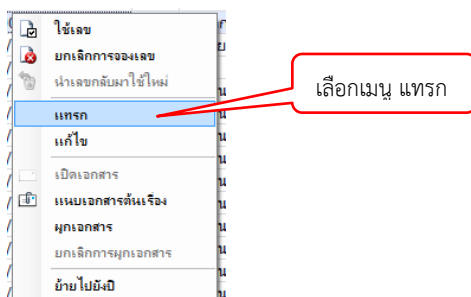 ใช้เลข
ยกเลิกการจองเลข
นำเลขกลับมาใช้ใหม่
แทรก
เลือกเมนู แทรก
แก้ไข
เปิดเอกสาร
แนบเอกสารต้นเรื่อง
ผูกเอกสาร
ยกเลิกการผูกเอกสาร
ย้ายไปยังปี